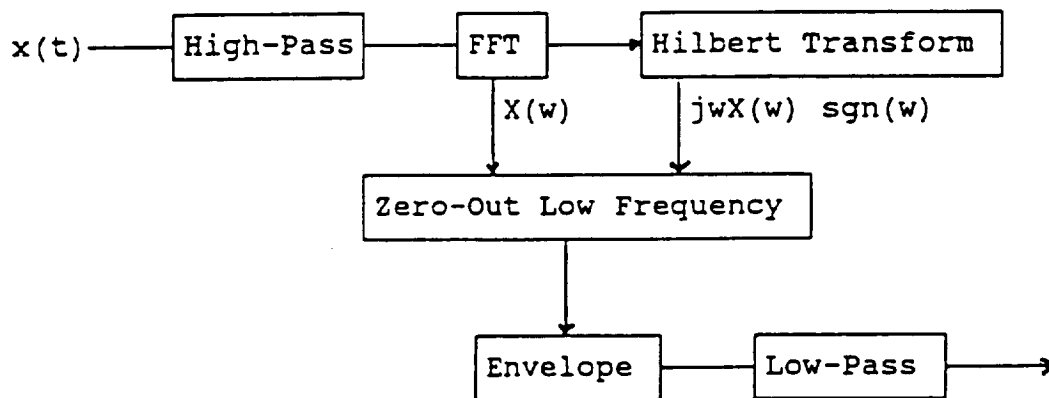 x(t)
High-Pass
FFT
Hilbert Transform
X(w)
jwX(w) sgn(w)
Zero-Out Low Frequency
Envelope
Low-Pass